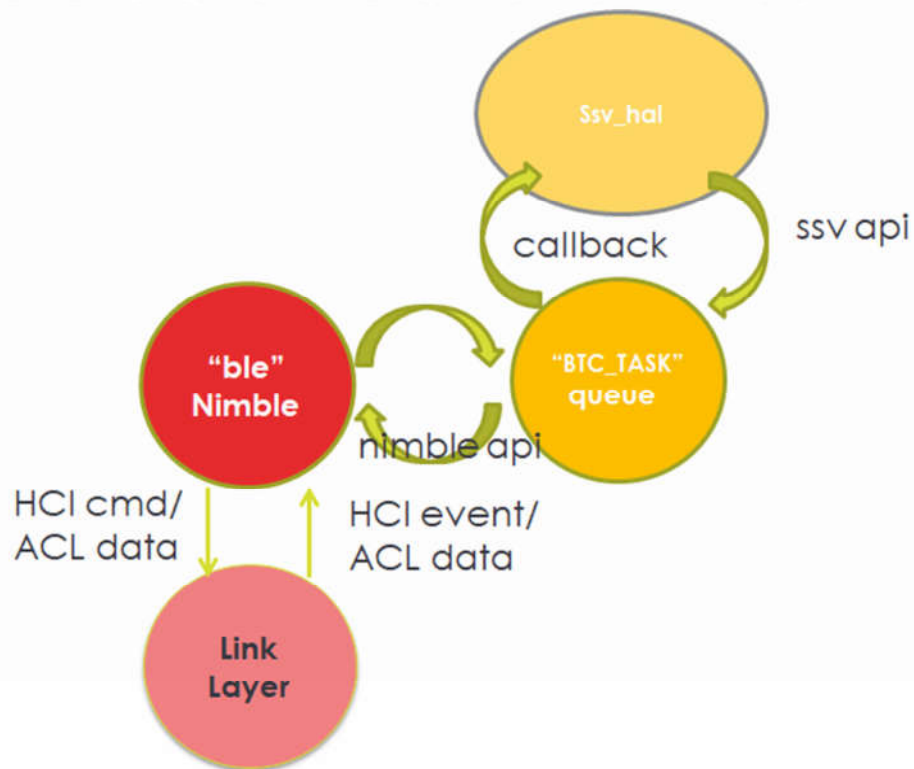 Ssv_hal
ssv api
callback
“ble”
Nimble
“BTC_TASK”
queue
nimble api
HCI cmd/
ACL data
HCI event/
ACL data
Link
Layer